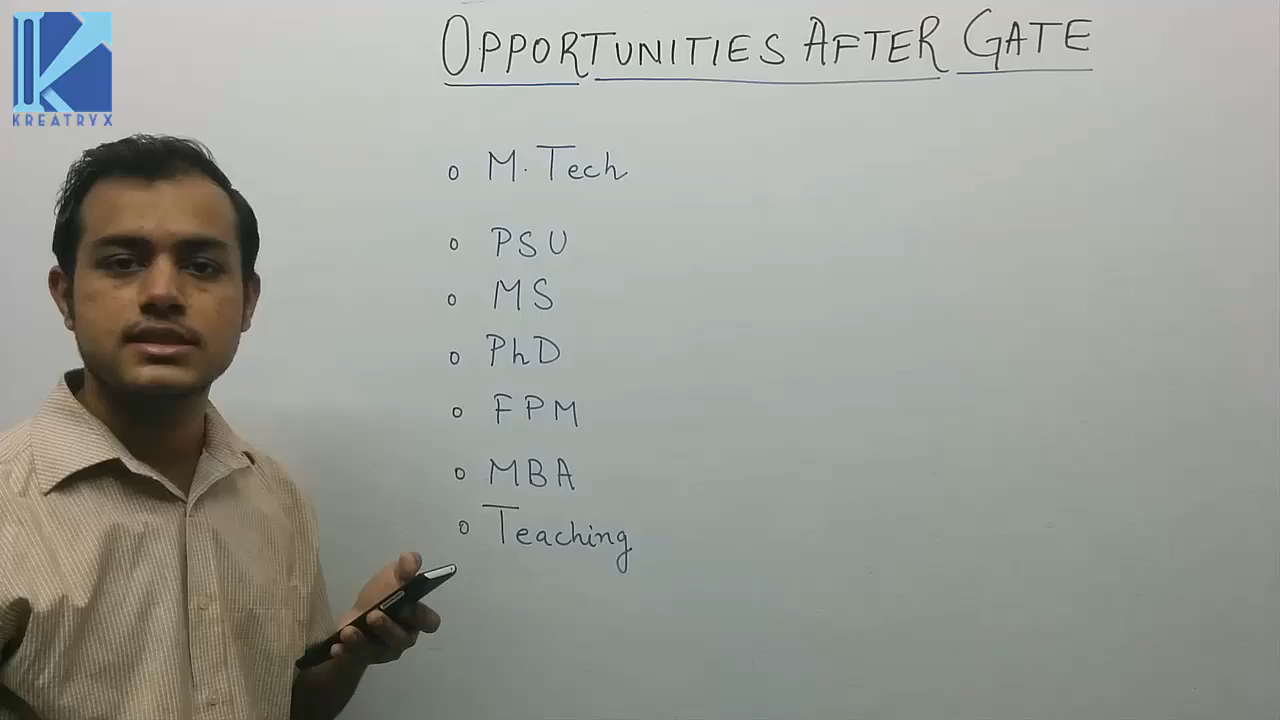 KREATRYX
OPPORTUNITIES AFTER GATE
M.Tech
PSU
MS
PhD
FPM
MBA
Teaching